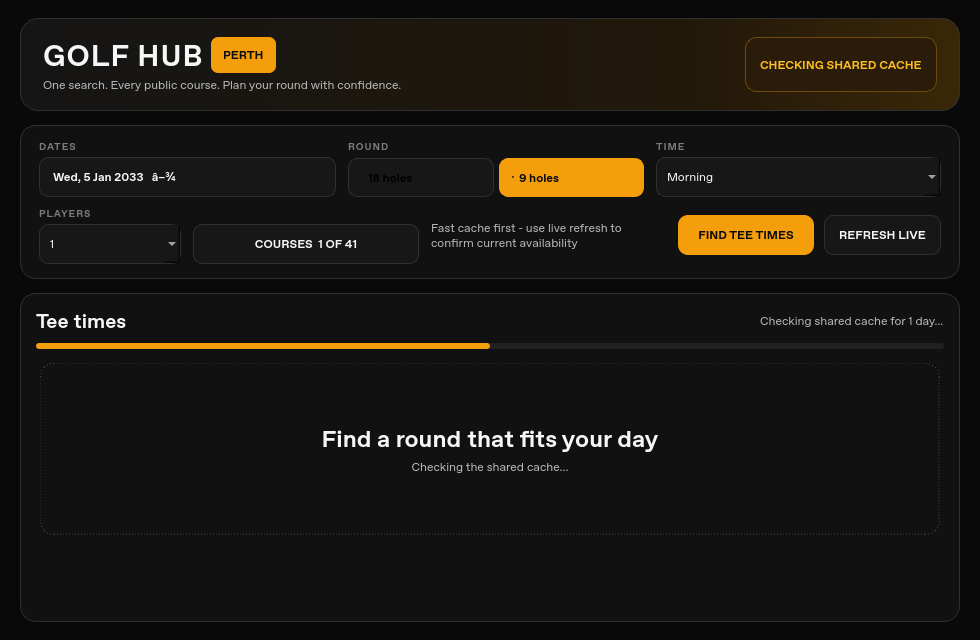 GOLF HUB PERTH
One search. Every public course. Plan your round with confidence.
CHECKING SHARED CACHE
DATES
Wed, 5 Jan 2033 â–¾
ROUND
18 holes
· 9 holes
TIME
Morning
PLAYERS
1
COURSES 1 OF 41
Fast cache first - use live refresh to
confirm current availability
FIND TEE TIMES
REFRESH LIVE
Tee times
Checking shared cache for 1 day...
Find a round that fits your day
Checking the shared cache...